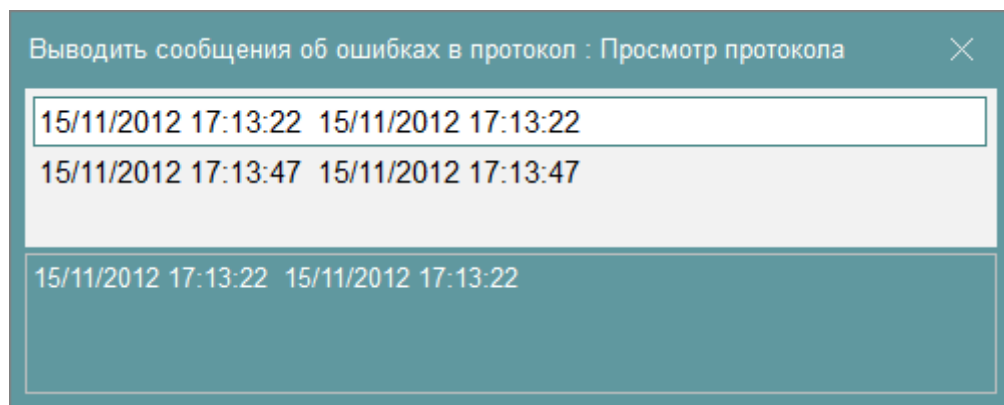 Выводить сообщения об ошибках в протокол : Просмотр протокола
15/11/2012 17:13:22  15/11/2012 17:13:22
15/11/2012 17:13:47  15/11/2012 17:13:47
15/11/2012 17:13:22  15/11/2012 17:13:22